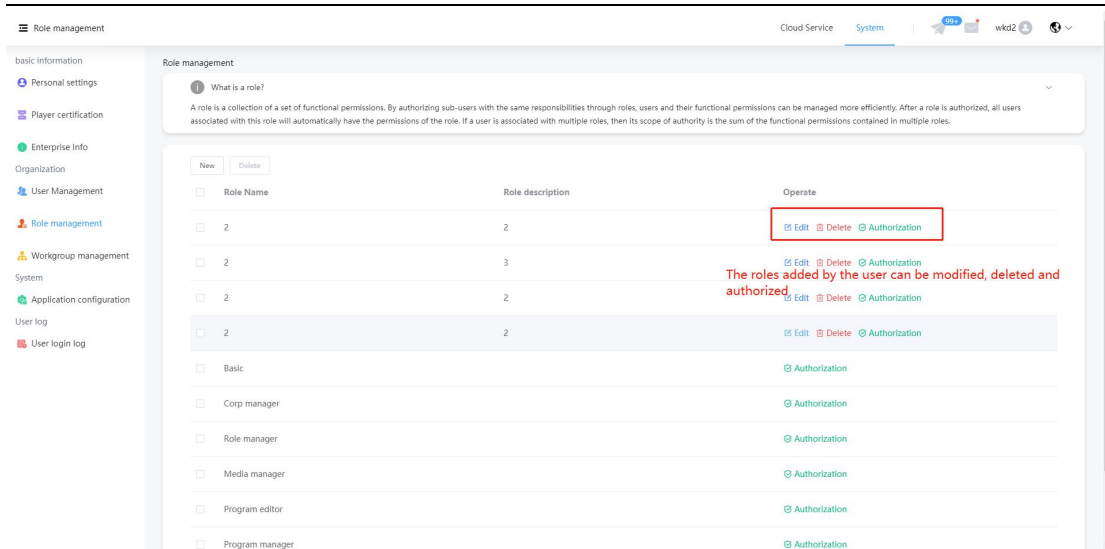 Role management
Cloud Service System 99+ wkd2
basic information
Personal settings
Player certification
Enterprise Info
Organization
User Management
Role management
Workgroup management
System
Application configuration
User log
User login log
Role management
What is a role?
A role is a collection of a set of functional permissions. By authorizing sub-users with the same responsibilities through roles, users and their functional permissions can be managed more efficiently. After a role is authorized, all users
associated with this role will automatically have the permissions of the role. If a user is associated with multiple roles, then its scope of authority is the sum of the functional permissions contained in multiple roles.
New Delete
Role Name Role description Operate
2 2 Edit Delete Authorization
2 3 Edit Delete Authorization
The roles added by the user can be modified, deleted and
authorized
2 2 Edit Delete Authorization
2 2 Edit Delete Authorization
Basic Authorization
Corp manager Authorization
Role manager Authorization
Media manager Authorization
Program editor Authorization
Program manager Authorization